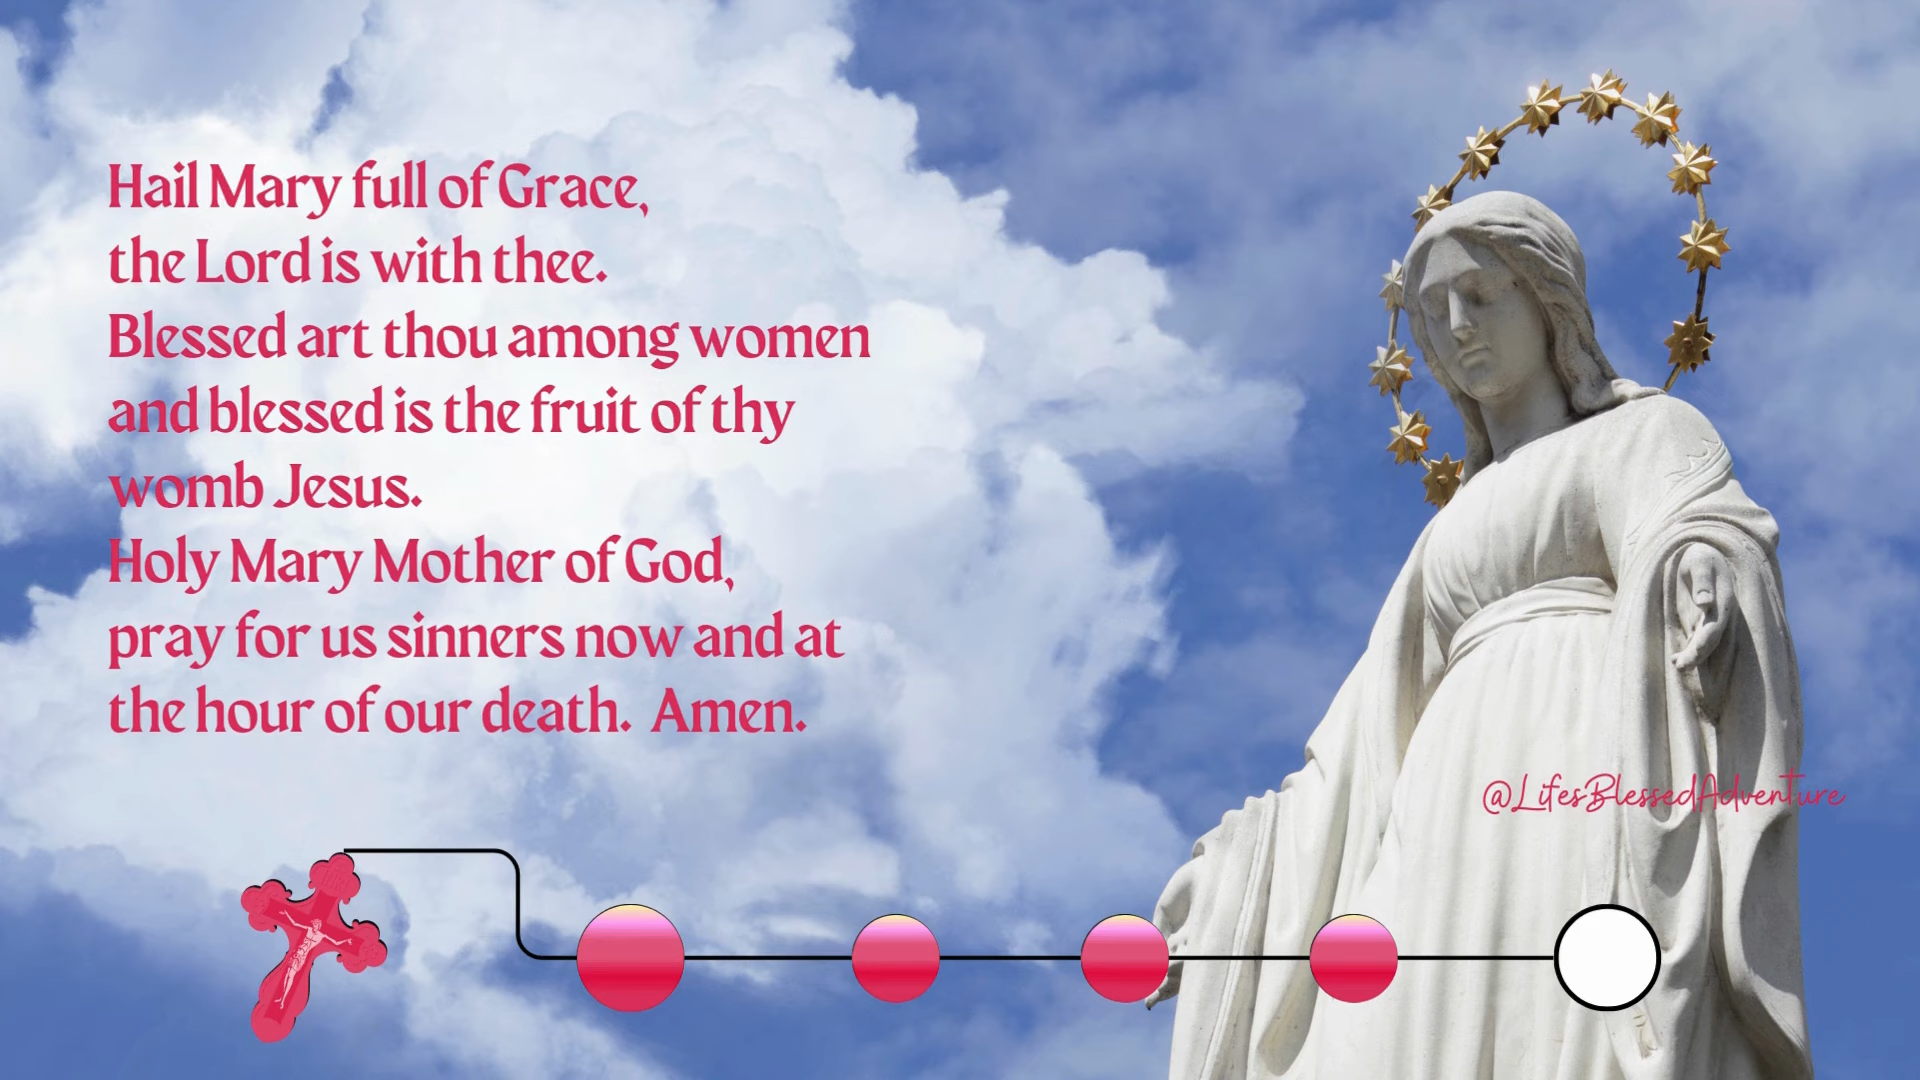 Hail Mary full of Grace,
the Lord is with thee.
Blessed art thou among women
and blessed is the fruit of thy
womb Jesus.
Holy Mary Mother of God,
pray for us sinners now and at
the hour of our death.  Amen.
@LifesBlessedAdventure